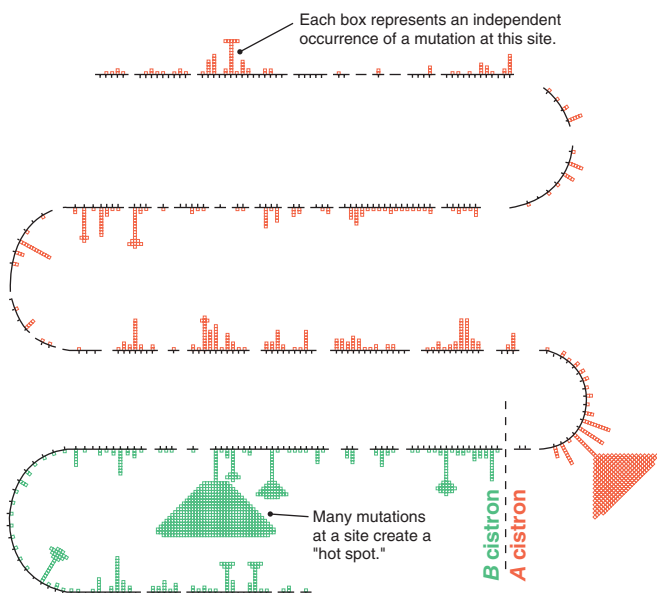 Each box represents an independent
occurrence of a mutation at this site.
Many mutations
at a site create a
"hot spot."
B cistron
A cistron